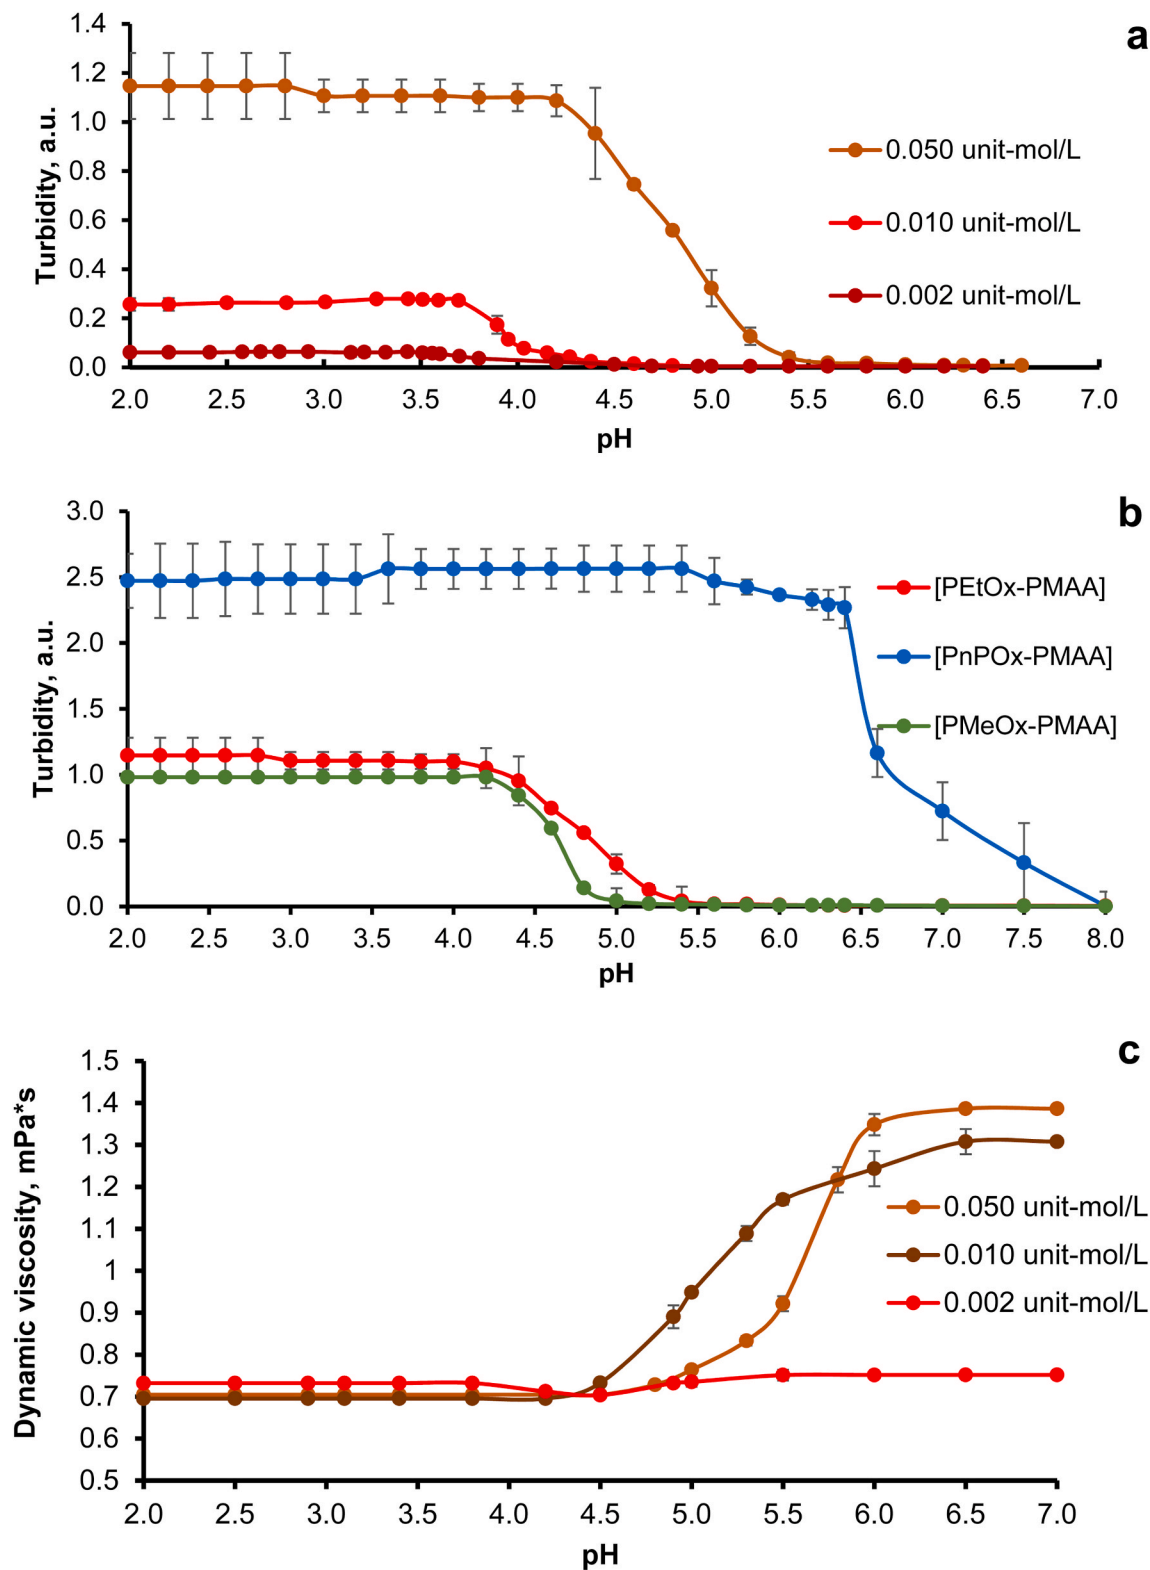 a
1.4
1.2
1.0
0.8
0.6
0.4
0.2
0.0
Turbidity, a.u.
0.050 unit-mol/L
0.010 unit-mol/L
0.002 unit-mol/L
2.0 2.5 3.0 3.5 4.0 4.5 5.0 5.5 6.0 6.5 7.0
pH
b
3.0
2.5
2.0
1.5
1.0
0.5
0.0
Turbidity, a.u.
[PEtOx-PMAA]
[PnPOx-PMAA]
[PMeOx-PMAA]
2.0 2.5 3.0 3.5 4.0 4.5 5.0 5.5 6.0 6.5 7.0 7.5 8.0
pH
c
1.5
1.4
1.3
1.2
1.1
1
0.9
0.8
0.7
0.6
0.5
Dynamic viscosity, mPa*s
0.050 unit-mol/L
0.010 unit-mol/L
0.002 unit-mol/L
2.0 2.5 3.0 3.5 4.0 4.5 5.0 5.5 6.0 6.5 7.0
pH